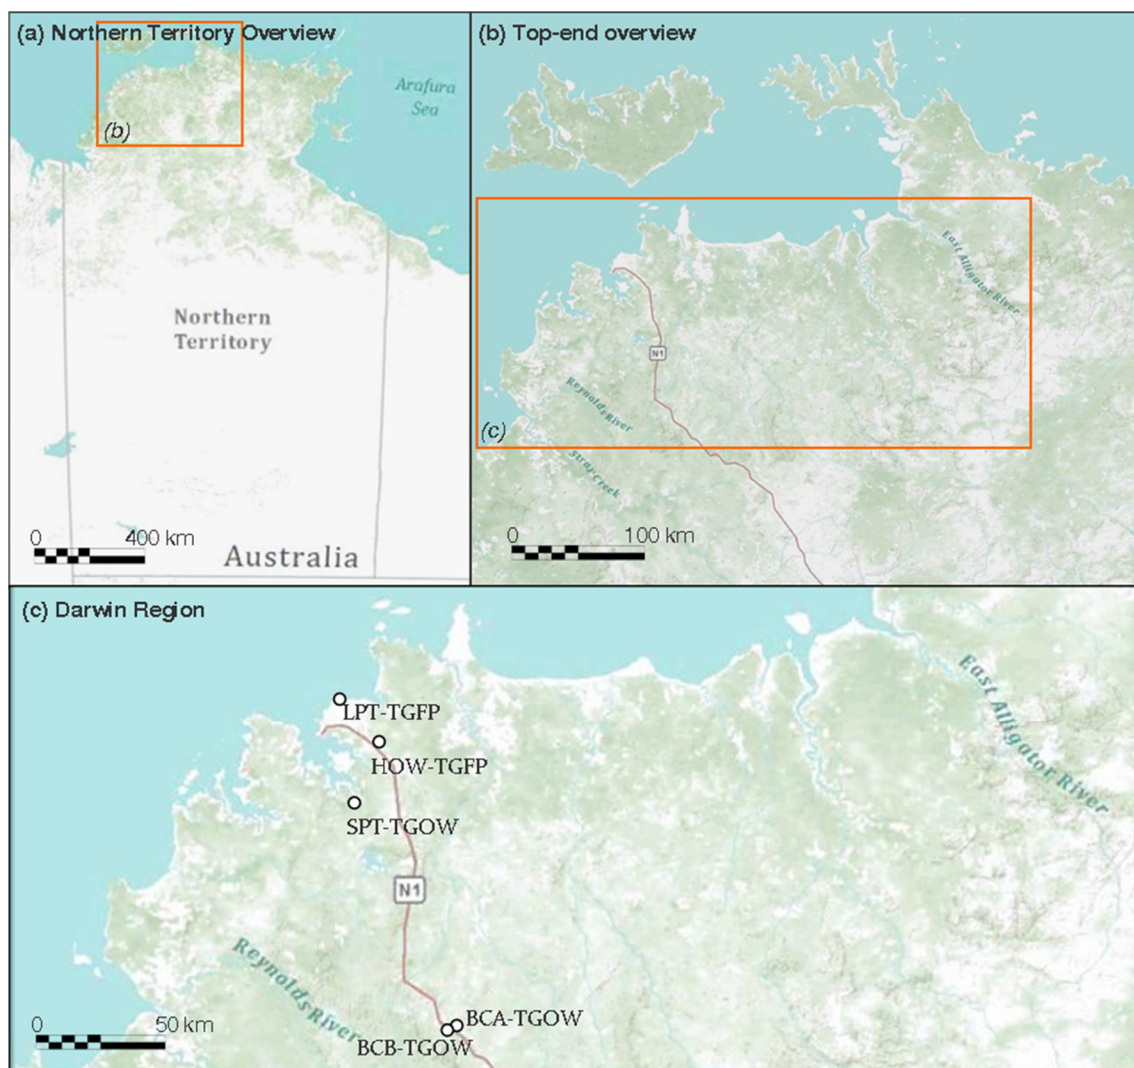 (a) Northern Territory Overview
Arafura
Sea
(b)
Northern
Territory
0 400 km
Australia
(b) Top-end overview
East Alligator River
N1
Reynolds River
(c)
Stray Creek
0 100 km
(c) Darwin Region
LPT-TGFP
HOW-TGFP
SPT-TGOW
East Alligator River
N1
Reynolds River
0 50 km
BCA-TGOW
BCB-TGOW